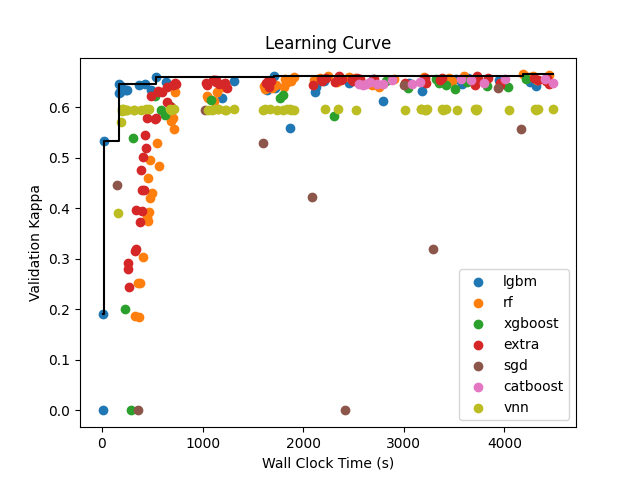 Learning Curve
Validation Kappa
0.6
0.5
0.4
0.3
0.2
0.1
0.0
lgbm
rf
xgboost
extra
sgd
catboost
vnn
0 1000 2000 3000 4000
Wall Clock Time (s)